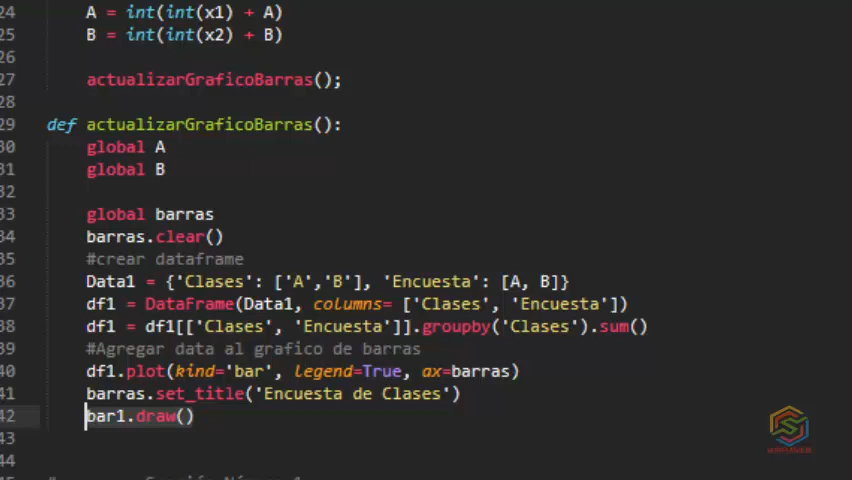 24 A = int(int(x1) + A)
25 B = int(int(x2) + B)
26
27 actualizarGraficoBarras();
28
29 def actualizarGraficoBarras():
30 global A
31 global B
32
33 global barras
34 barras.clear()
35 #crear dataframe
36 Data1 = {'Clases': ['A','B'], 'Encuesta': [A, B]}
37 df1 = DataFrame(Data1, columns= ['Clases', 'Encuesta'])
38 df1 = df1[['Clases', 'Encuesta']].groupby('Clases').sum()
39 #Agregar data al grafico de barras
40 df1.plot(kind='bar', legend=True, ax=barras)
41 barras.set_title('Encuesta de Clases')
42 bar1.draw()
43
44